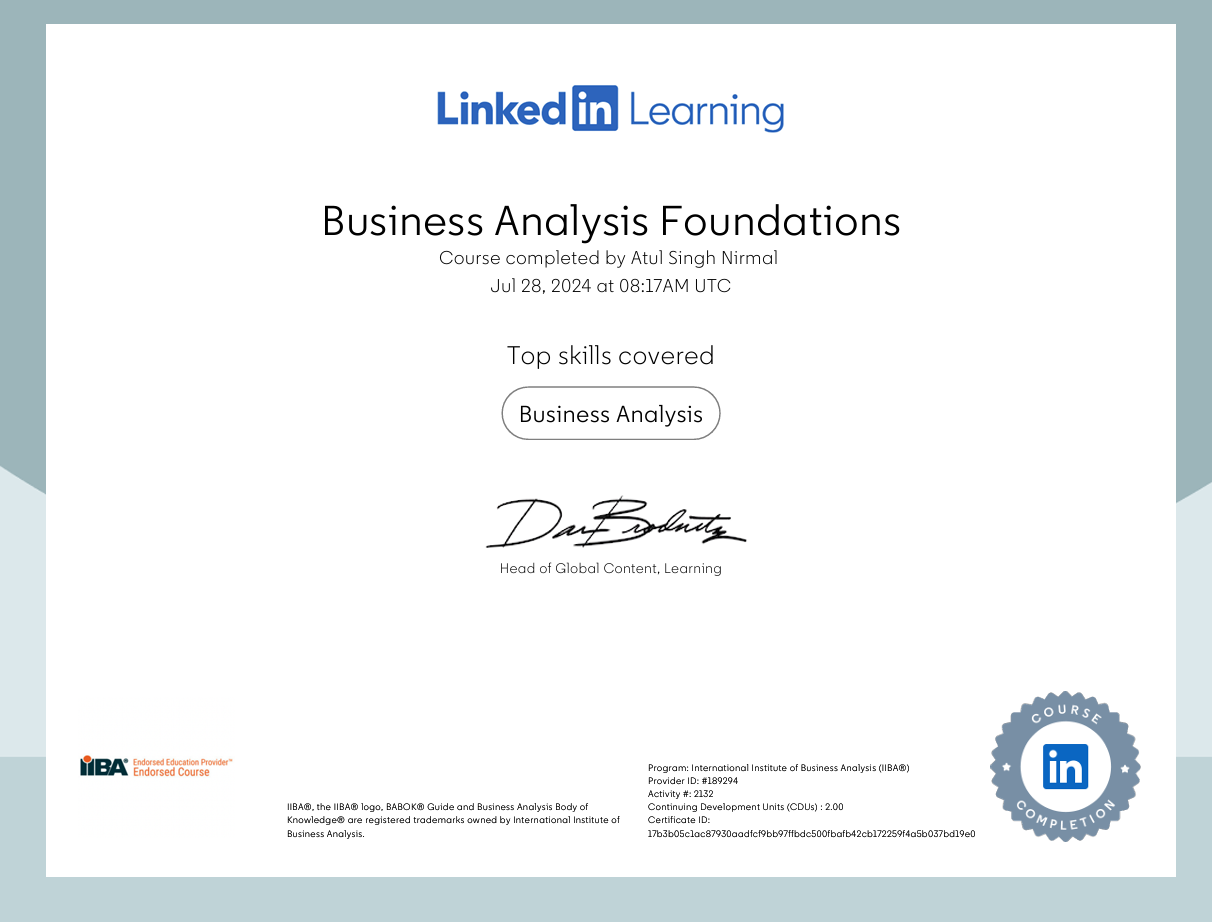 Linked in Learning
Business Analysis Foundations
Course completed by Atul Singh Nirmal
Jul 28, 2024 at 08:17AM UTC
Top skills covered
Business Analysis
Dan Brodnitz
Head of Global Content, Learning
IIBA® Endorsed Education Provider™
Endorsed Course
IIBA®, the IIBA® logo, BABOK® Guide and Business Analysis Body of
Knowledge® are registered trademarks owned by International Institute of
Business Analysis.
Program: International Institute of Business Analysis (IIBA®)
Provider ID: #189294
Activity #: 2132
Continuing Development Units (CDUs) : 2.00
Certificate ID:
17b3b05c1ac87930aadfcf9bb97ffbdc500fbafb42cb172259f4a5b037bd19e0
COURSE
in
COMPLETION